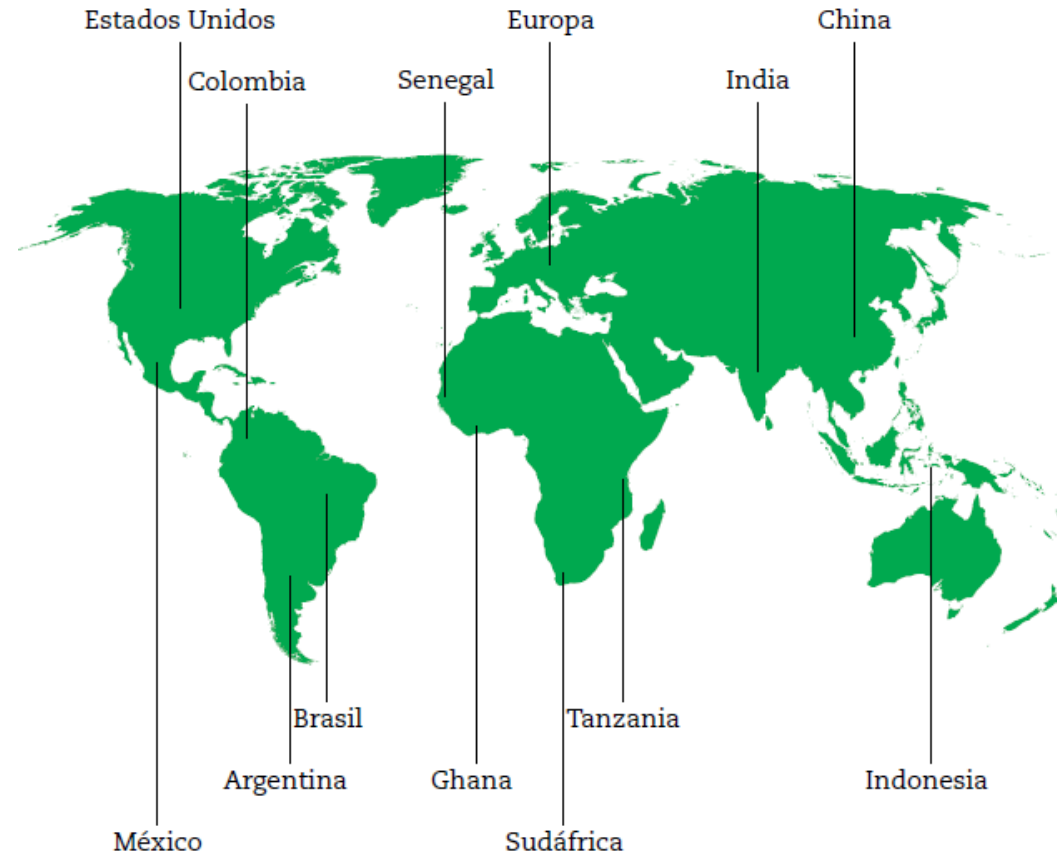 Estados Unidos
Europa
China
Colombia
Senegal
India
Brasil
Tanzania
Argentina
Ghana
Indonesia
México
Sudáfrica